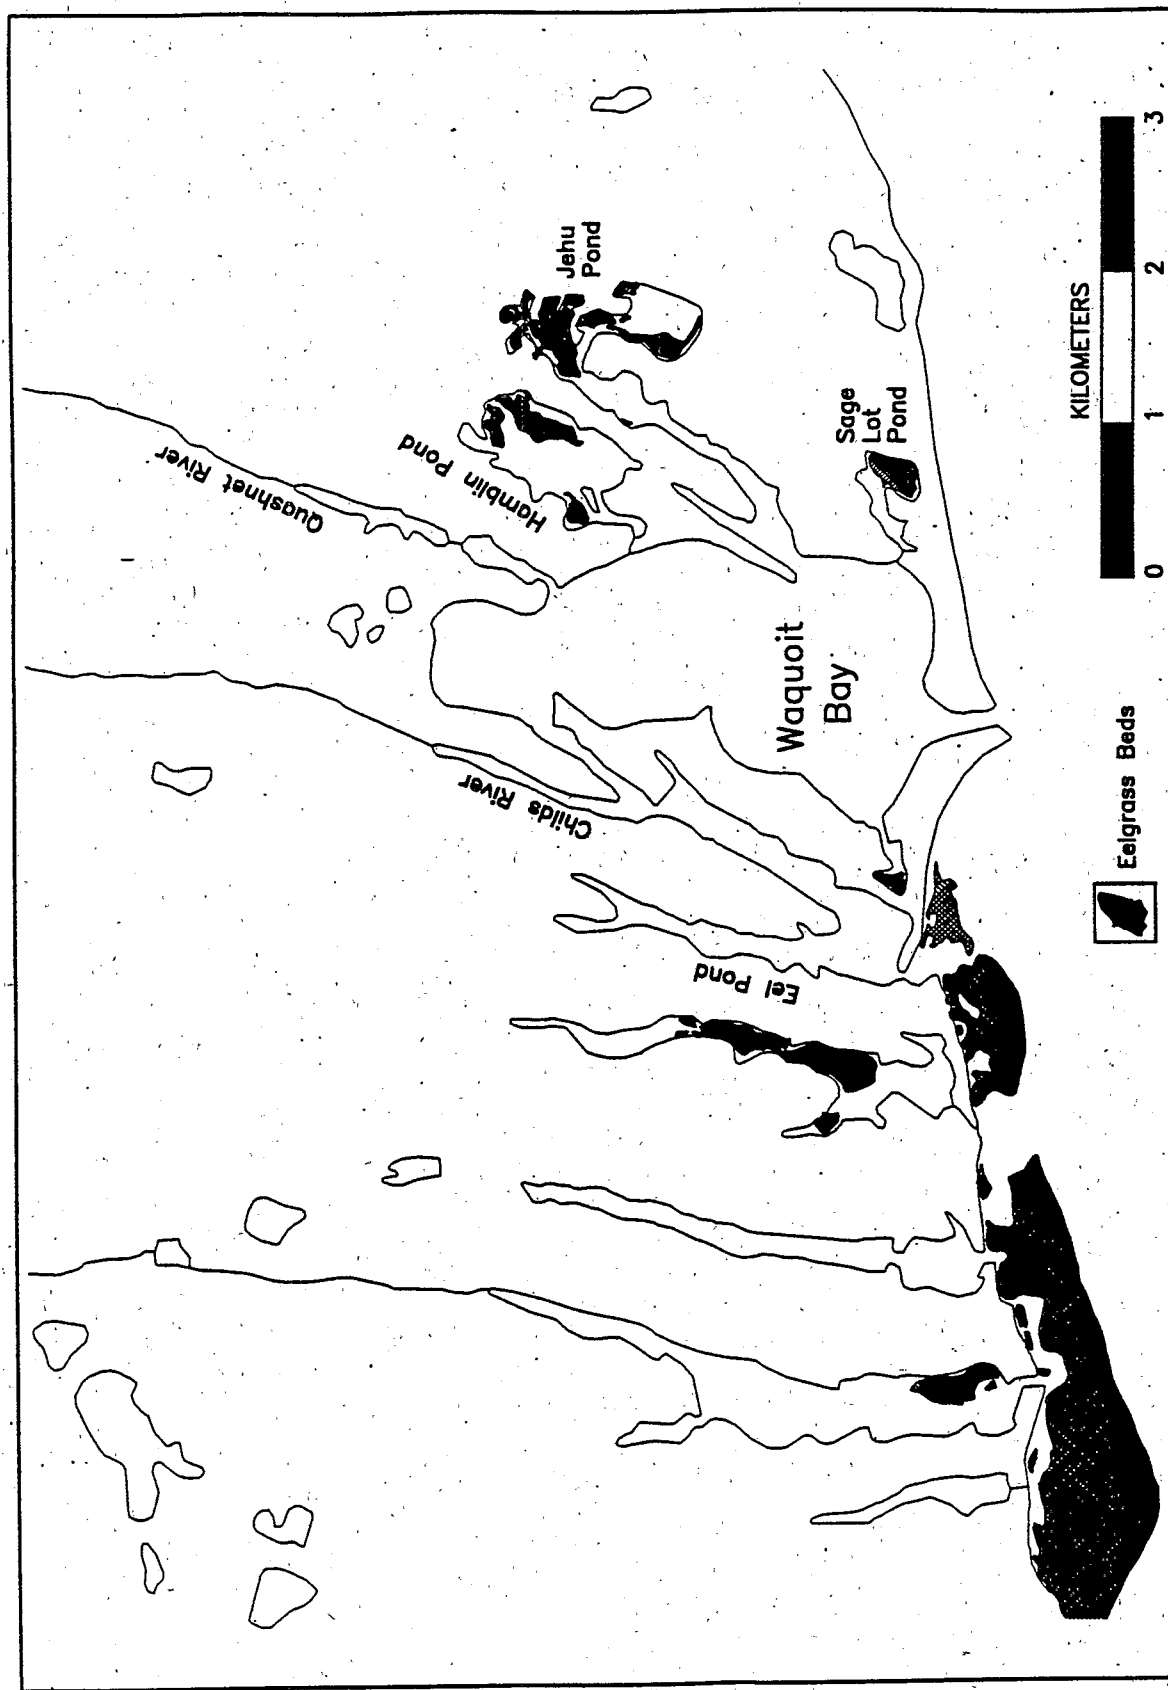 Quashnet River
Hamblin Pond
Jehu
Pond
Childs River
Waquoit
Bay
Sage
Lot
Pond
Eel Pond
Eelgrass Beds
KILOMETERS
0 1 2 3